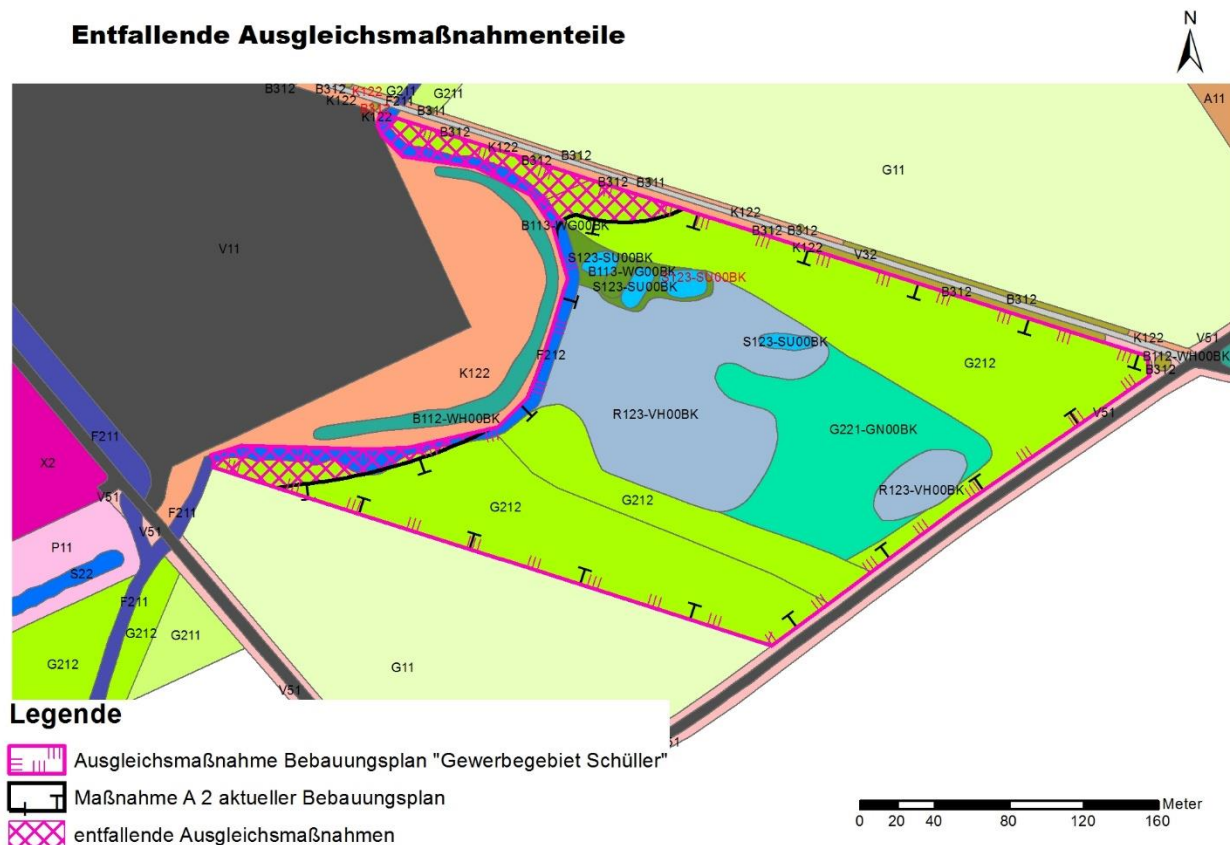 N
Entfallende Ausgleichsmaßnahmenteile
B312 B312 K122 G211 G211
K122 B312 F211 B311 A11
K122 B312
K122 B312
B312
B312 B311 G11
K122
B113-WG00BK B312 B312
V11 K122 V32
S123-SU00BK
B113-WG00BK S123-SU00BK
S123-SU00BK
B312 B312
S123-SU00BK K122 V51
F212 G212 B112-WH00BK
K122 B312
R123-VH00BK V51
B112-WH00BK
G221-GN00BK
F211
X2
R123-VH00BK
V51 G212 G212
F211
V51
P11
S22
F211
G212 G211
G212 G11
V51
Legende
Ausgleichsmaßnahme Bebauungsplan "Gewerbegebiet Schüller"
Maßnahme A 2 aktueller Bebauungsplan
entfallende Ausgleichsmaßnahmen
Meter
0 20 40 80 120 160